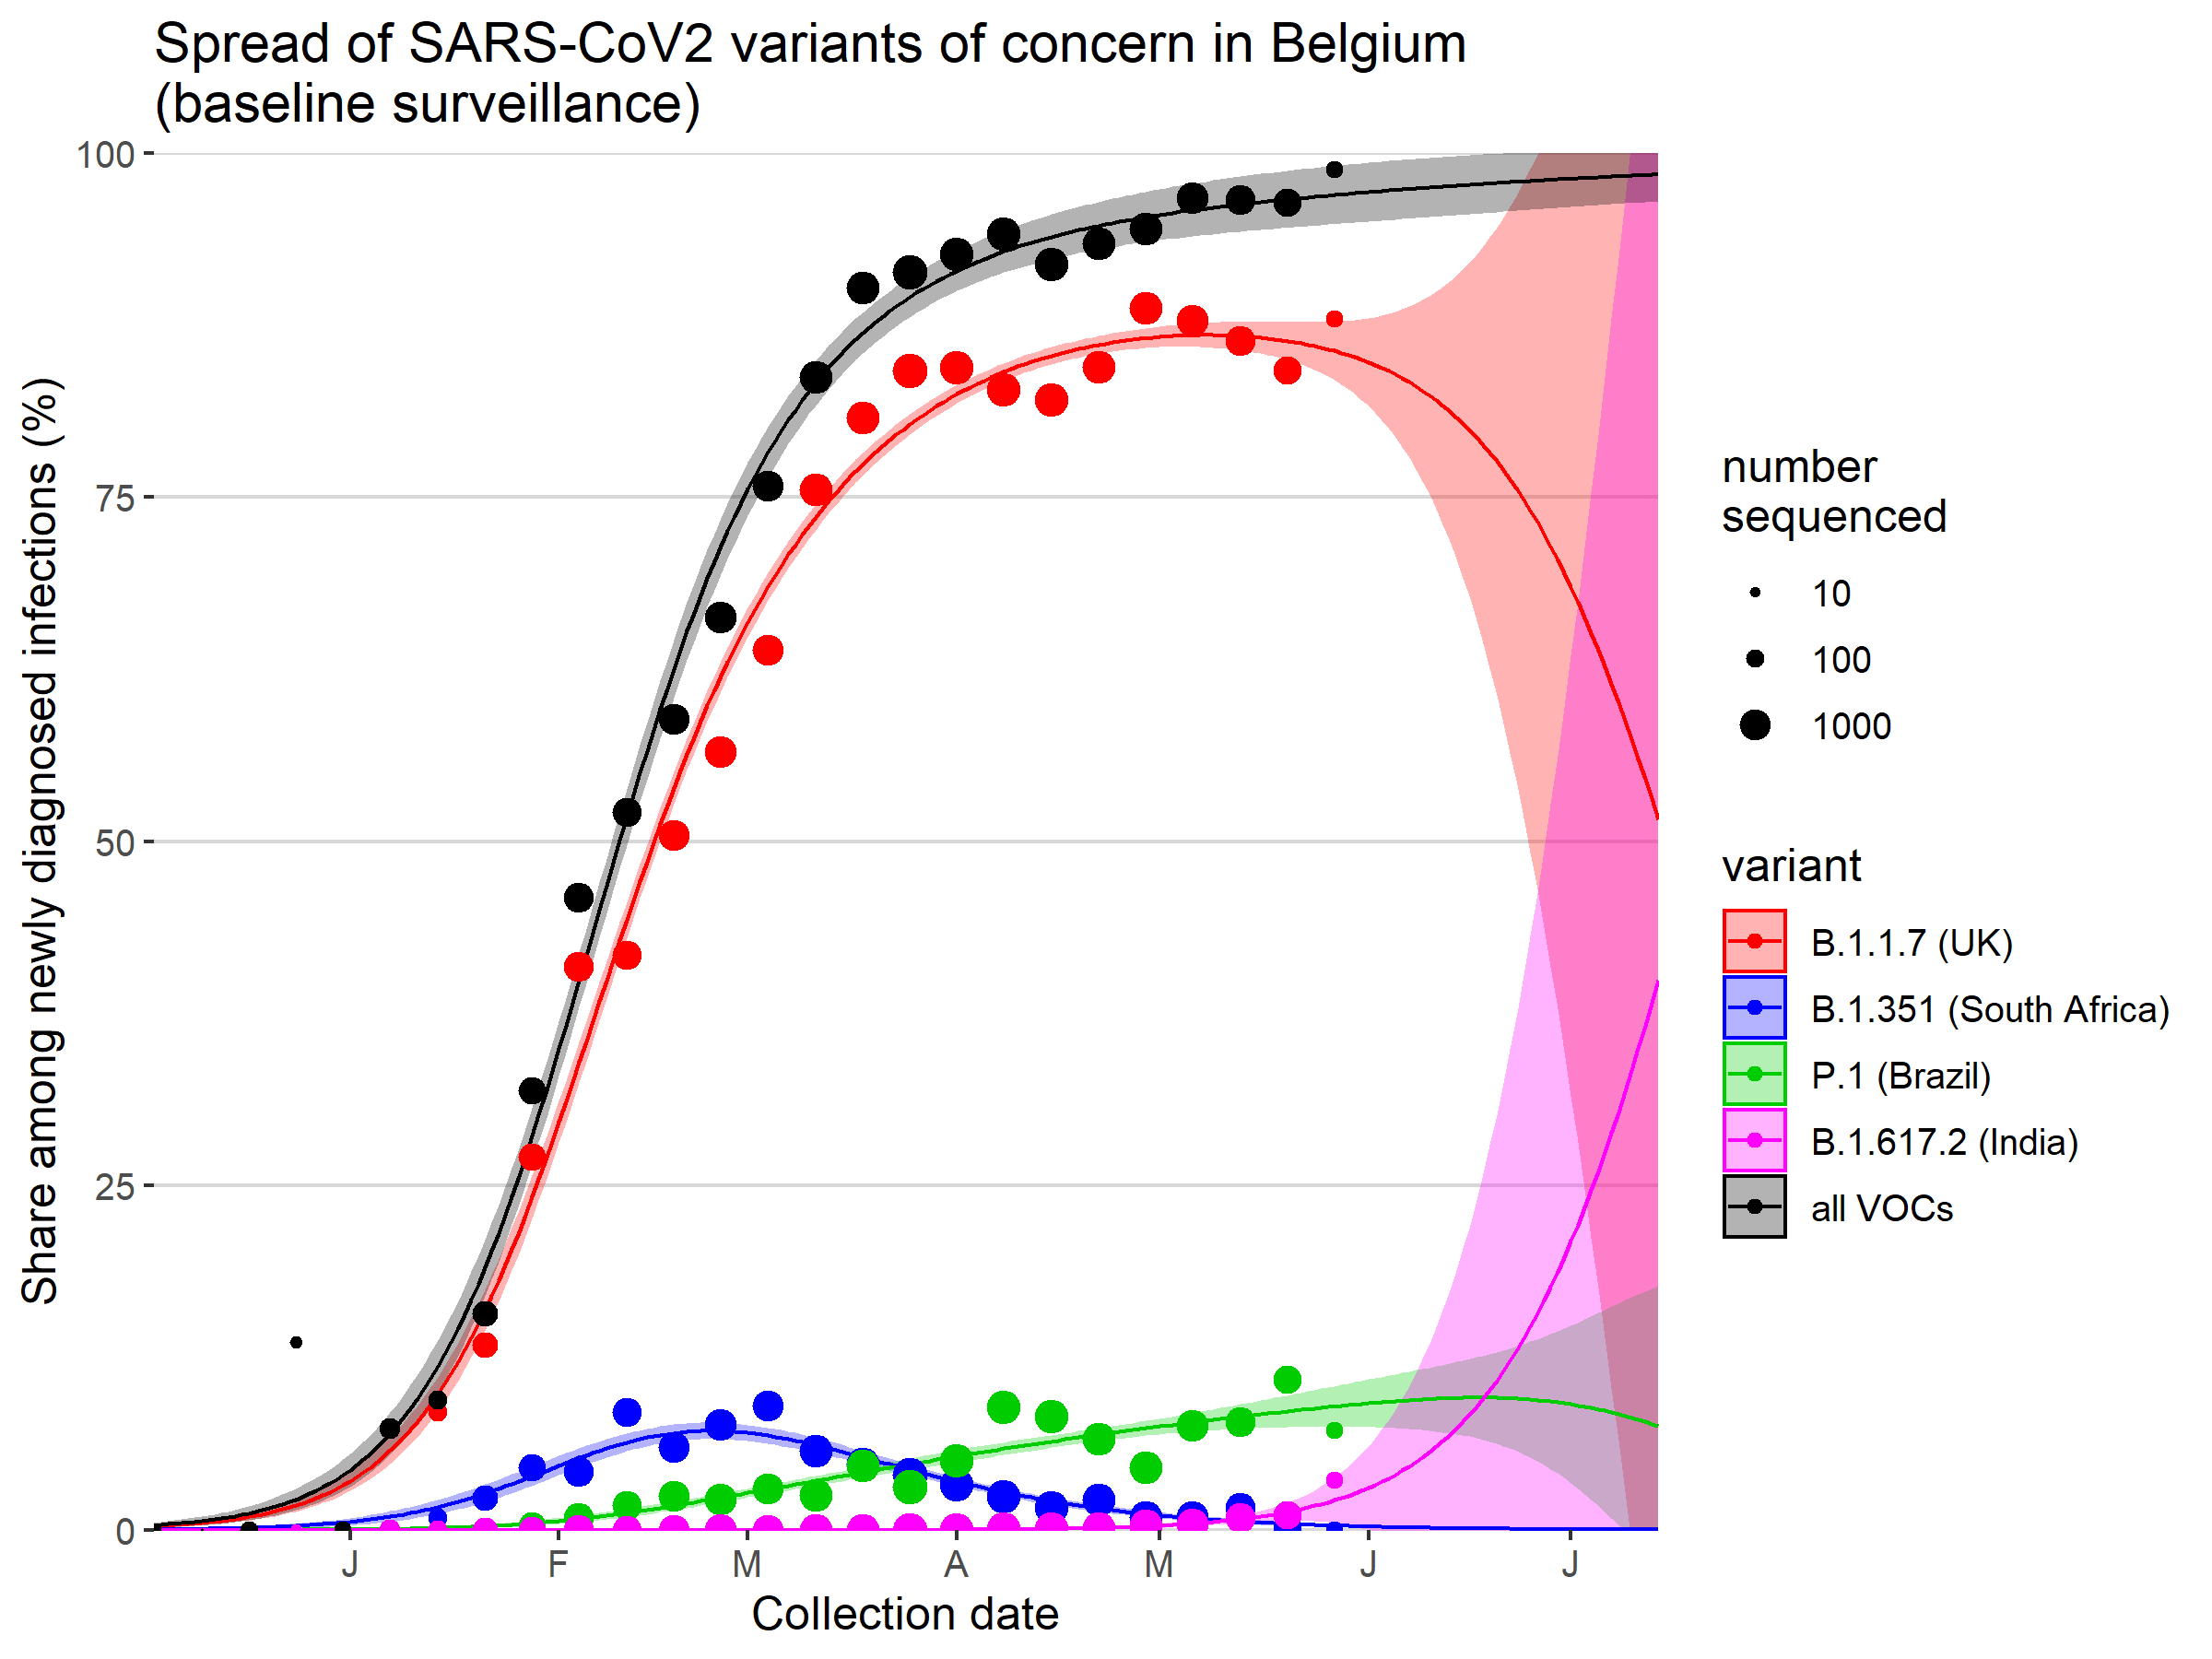 Spread of SARS-CoV2 variants of concern in Belgium
(baseline surveillance)
Share among newly diagnosed infections (%)
100
75
50
25
0
J F M A M J J
Collection date
number
sequenced
10
100
1000
variant
B.1.1.7 (UK)
B.1.351 (South Africa)
P.1 (Brazil)
B.1.617.2 (India)
all VOCs